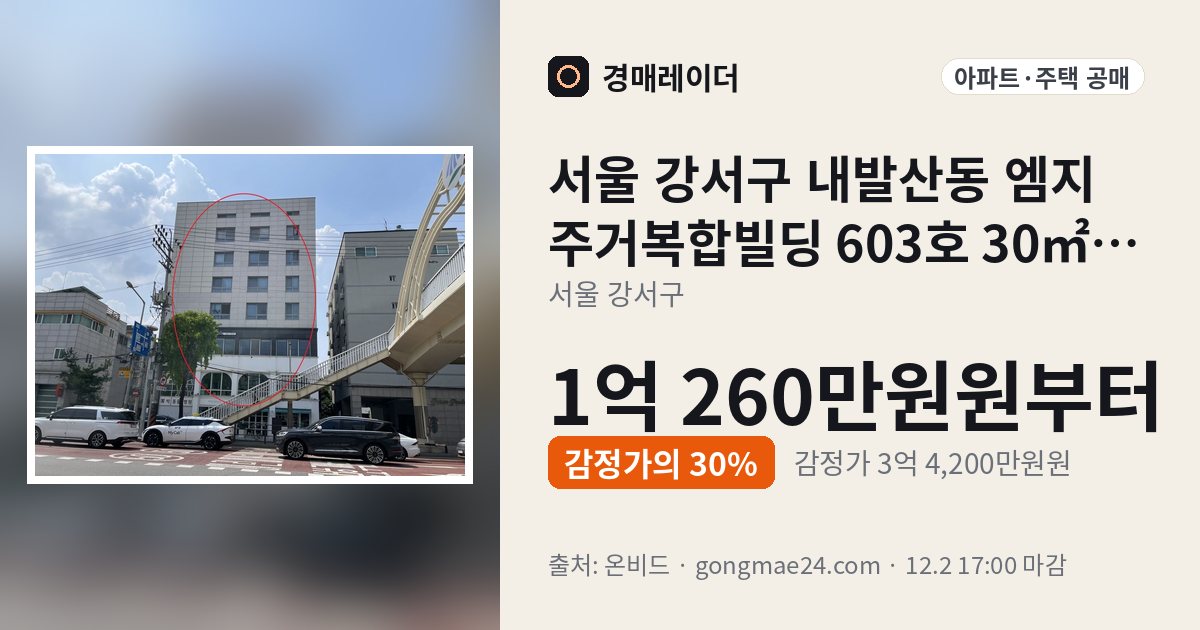 경매레이더
아파트·주택 공매
서울 강서구 내발산동 엠지
주거복합빌딩 603호 30㎡…
서울 강서구
1억 260만원원부터
감정가의 30%
감정가 3억 4,200만원원
출처: 온비드 · gongmae24.com · 12.2 17:00 마감